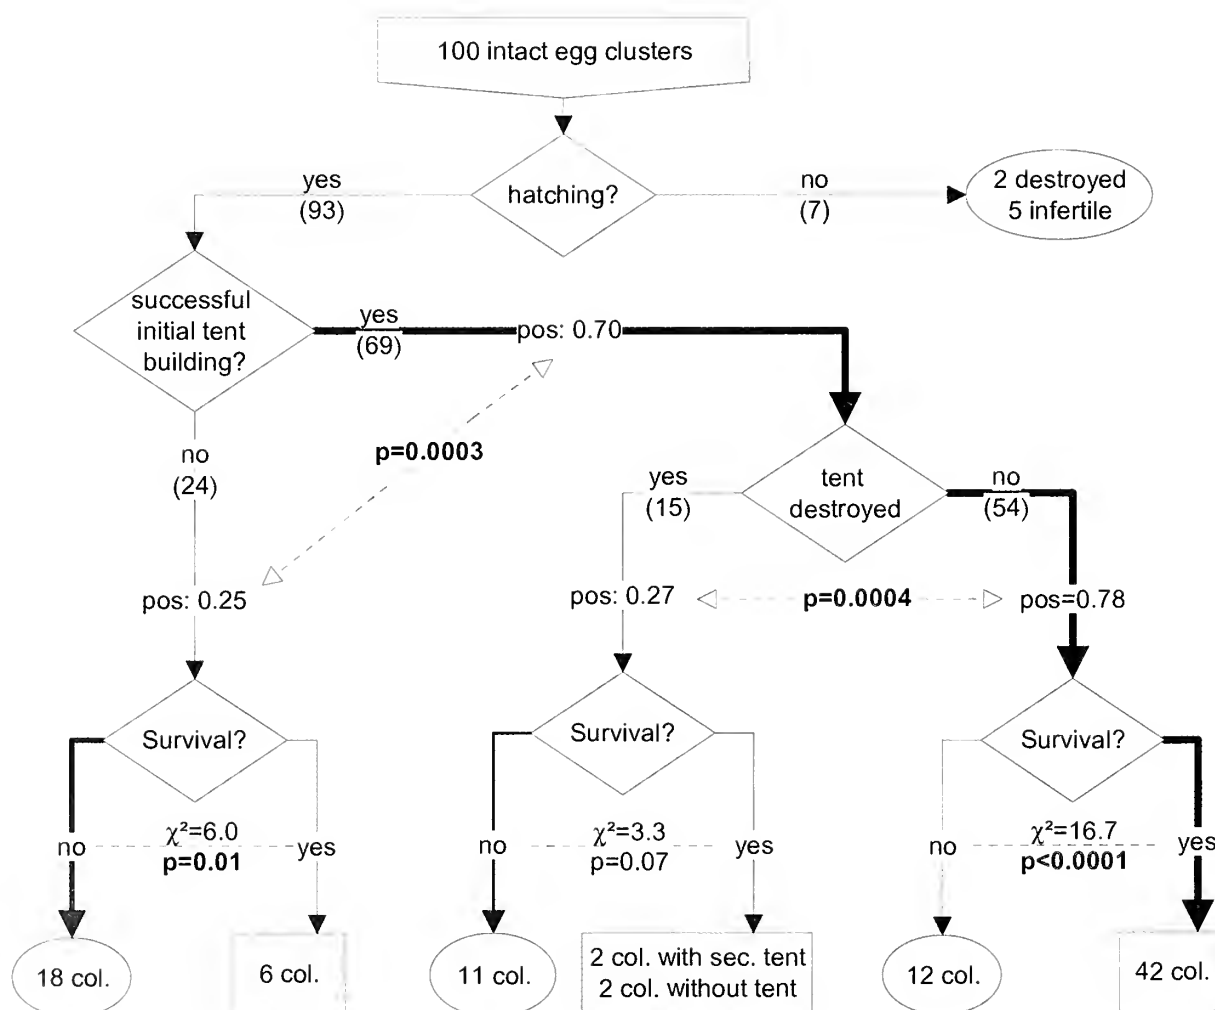 100 intact egg clusters
hatching?
yes
(93)
no
(7)
2 destroyed
5 infertile
successful
initial tent
building?
yes
(69)
pos: 0.70
no
(24)
p=0.0003
tent
destroyed
yes
(15)
no
(54)
pos: 0.25
pos: 0.27
p=0.0004
pos=0.78
Survival?
Survival?
Survival?
no
χ²=6.0
p=0.01
yes
no
χ²=3.3
p=0.07
yes
no
χ²=16.7
p<0.0001
yes
18 col.
6 col.
11 col.
2 col. with sec. tent
2 col. without tent
12 col.
42 col.